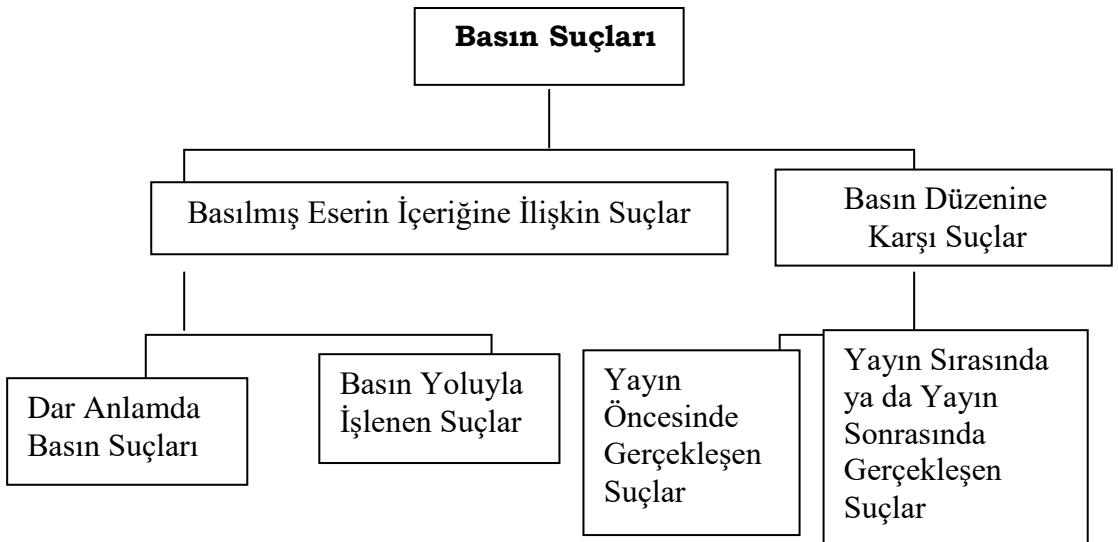 Basın Suçları
Basılmış Eserin İçeriğine İlişkin Suçlar
Basın Düzenine
Karşı Suçlar
Dar Anlamda
Basın Suçları
Basın Yoluyla
İşlenen Suçlar
Yayın
Öncesinde
Gerçekleşen
Suçlar
Yayın Sırasında
ya da Yayın
Sonrasında
Gerçekleşen
Suçlar